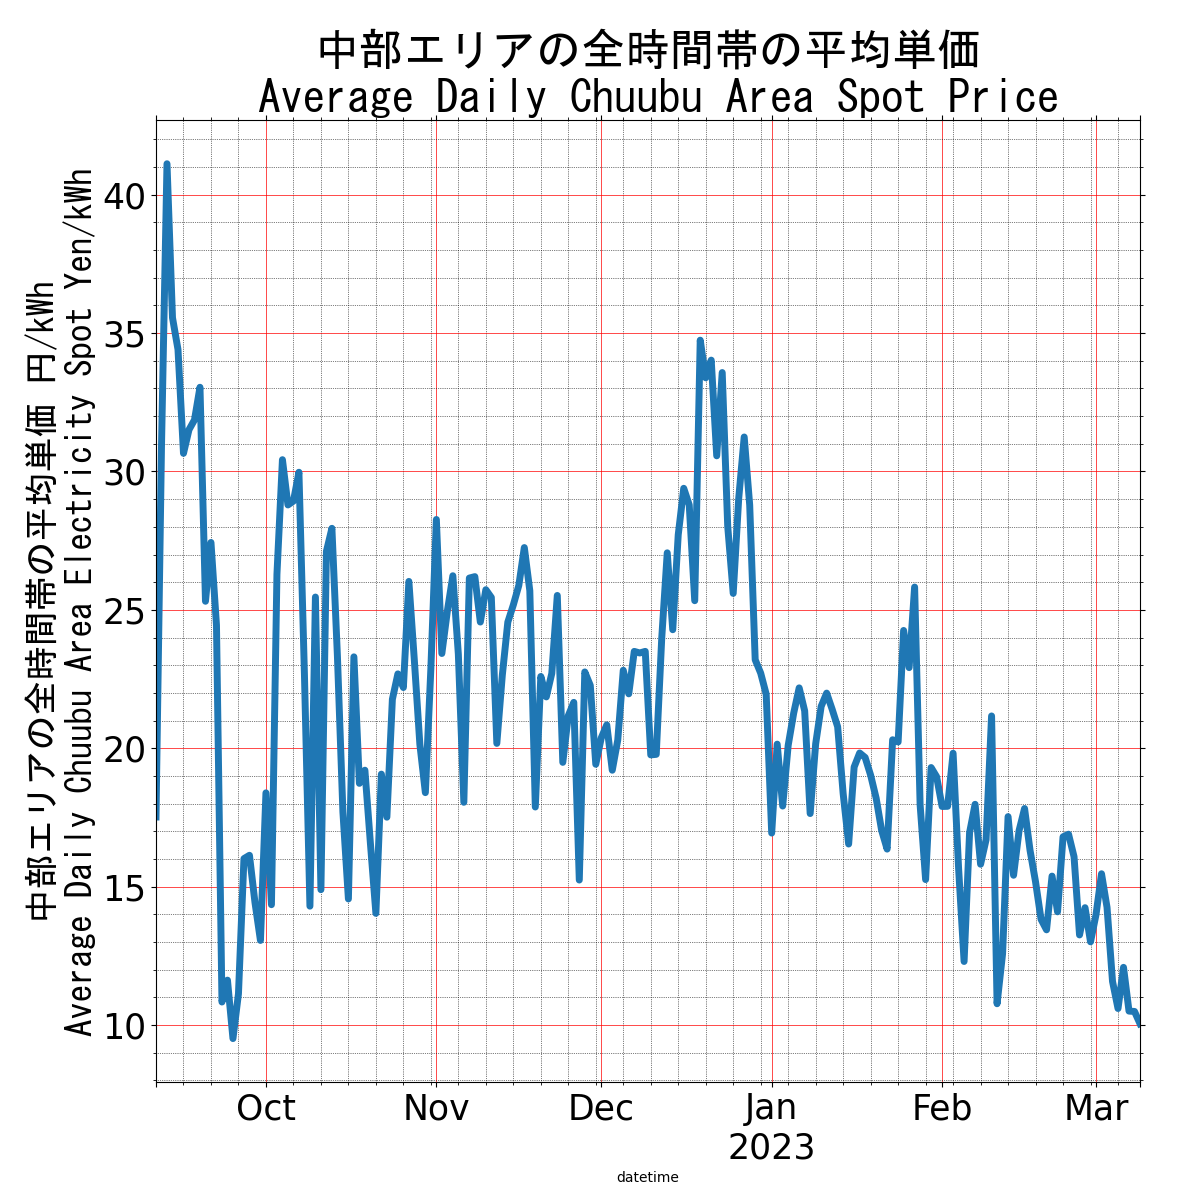 中部エリアの全時間帯の平均単価
Average Daily Chuubu Area Spot Price
中部エリアの全時間帯の平均単価 円/kWh
Average Daily Chuubu Area Electricity Spot Yen/kWh
40
35
30
25
20
15
10
Oct
Nov
Dec
Jan
Feb
Mar
2023
datetime